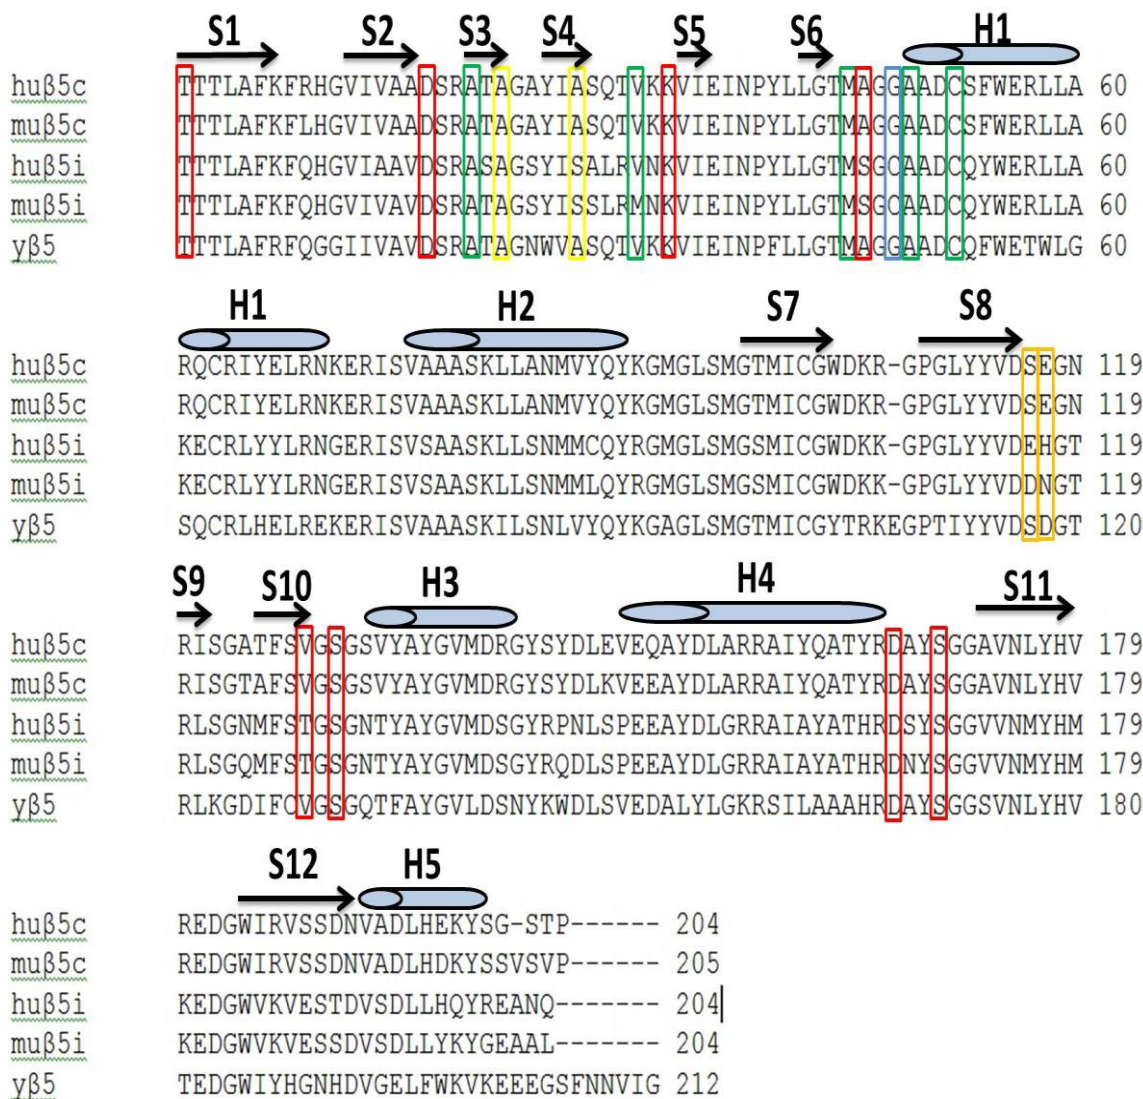 S1 S2 S3 S4 S5 S6 H1
huβ5c TTTLAFKFRHGVIVAADSRATAGAYIASQTVKKVIEINPYLLGTMAGGAADCSFWERLLA 60
muβ5c TTTLAFKFLHGVIVAADSRATAGAYIASQTVKKVIEINPYLLGTMAGGAADCSFWERLLA 60
huβ5i TTTLAFKFQHGVIAAVDSRASAGSYISALRVNKVIEINPYLLGTMSGCAADCQYWERLLA 60
muβ5i TTTLAFKFQHGVIVAVDSRATAGSYISSLRMNKVIEINPYLLGTMSGCAADCQYWERLLA 60
yβ5 TTTLAFRFQGGIIVAVDSRATAGNWVASQTVKKVIEINPFLLGTMAGGAADCQFWETWLG 60
H1 H2 S7 S8
huβ5c RQCRIYELRNKERISVAAASKLLANMVYQYKGMGLSMGTMICGWDKR-GPGLYYVDSEGN 119
muβ5c RQCRIYELRNKERISVAAASKLLANMVYQYKGMGLSMGTMICGWDKR-GPGLYYVDSEGN 119
huβ5i KECRLYYLRNGERISVSAASKLLSNMMCQYRGMGLSMGSMICGWDKK-GPGLYYVDEHGT 119
muβ5i KECRLYYLRNGERISVSAASKLLSNMMLQYRGMGLSMGSMICGWDKK-GPGLYYVDDNGT 119
yβ5 SQCRLHELREKERISVAAASKILSNLVYQYKGAGLSMGTMICGYTRKEGPTIYYVDSDGT 120
S9 S10 H3 H4 S11
huβ5c RISGATFSVGSGSVYAYGVMDRGYSYDLEVEQAYDLARRAIYQATYRDAYSGGAVNLYHV 179
muβ5c RISGTAFSVGSGSVYAYGVMDRGYSYDLKVEEAYDLARRAIYQATYRDAYSGGAVNLYHV 179
huβ5i RLSGNMFSTGSGNTYAYGVMDSGYRPNLSPEEAYDLGRRAIAYATHRDSYSGGVVNMYHM 179
muβ5i RLSGQMFSTGSGNTYAYGVMDSGYRQDLSPEEAYDLGRRAIAYATHRDNYSGGVVNMYHM 179
yβ5 RLKGDIFCVGSGQTFAYGVLDSNYKWDLSVEDALYLGKRSILAAAHRDAYSGGSVNLYHV 180
S12 H5
huβ5c REDGWIRVSSDNVADLHEKYSG-STP------ 204
muβ5c REDGWIRVSSDNVADLHDKYSSVSVP------ 205
huβ5i KEDGWVKVESTDVSDLLHQYREANQ------- 204
muβ5i KEDGWVKVESSDVSDLLYKYGEAAL------- 204
yβ5 TEDGWIYHGNHDVGELFWKVKEEEGSFNNVIG 212